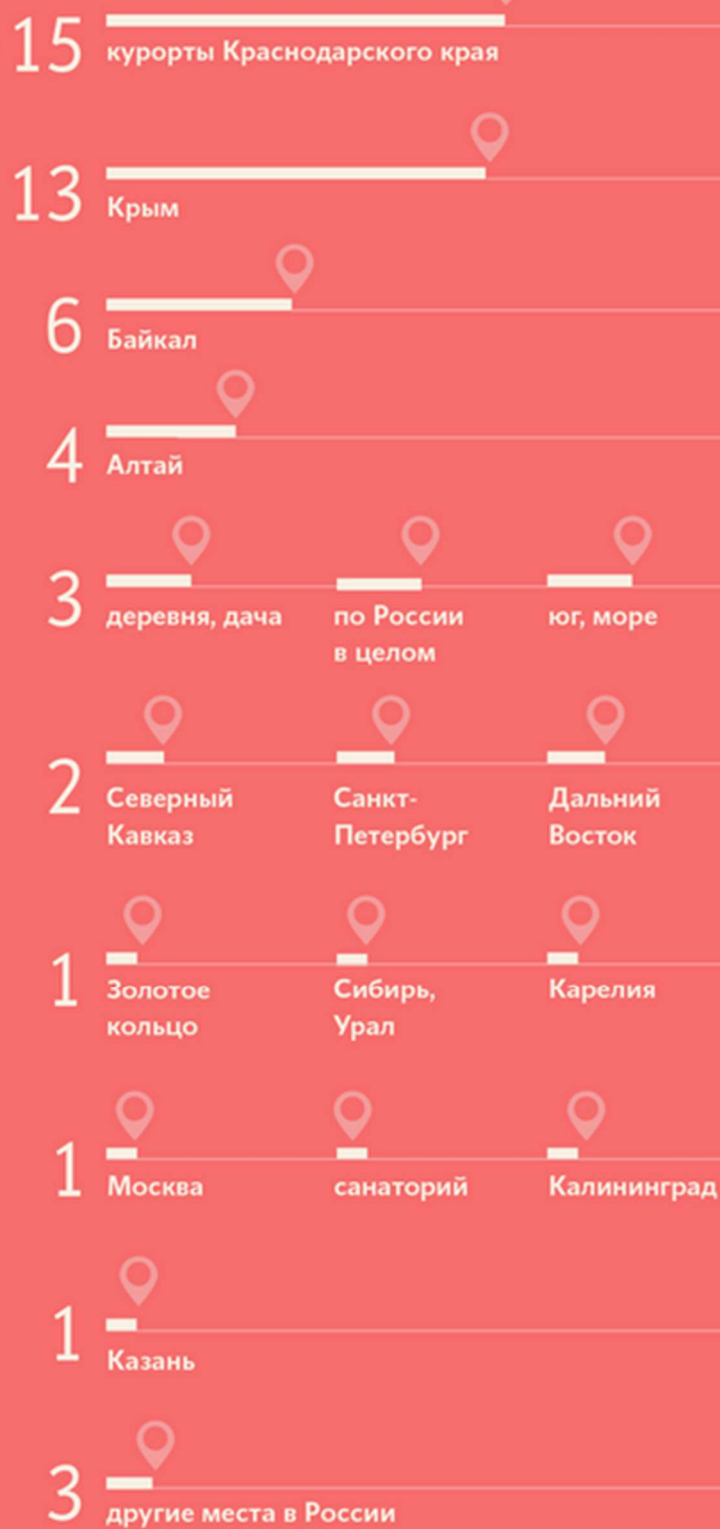 15
курорты Краснодарского края
13
Крым
6
Байкал
4
Алтай
3
деревня, дача
по России
в целом
юг, море
2
Северный
Кавказ
Санкт-
Петербург
Дальний
Восток
1
Золотое
кольцо
Сибирь,
Урал
Карелия
1
Москва
санаторий
Калининград
1
Казань
3
другие места в России